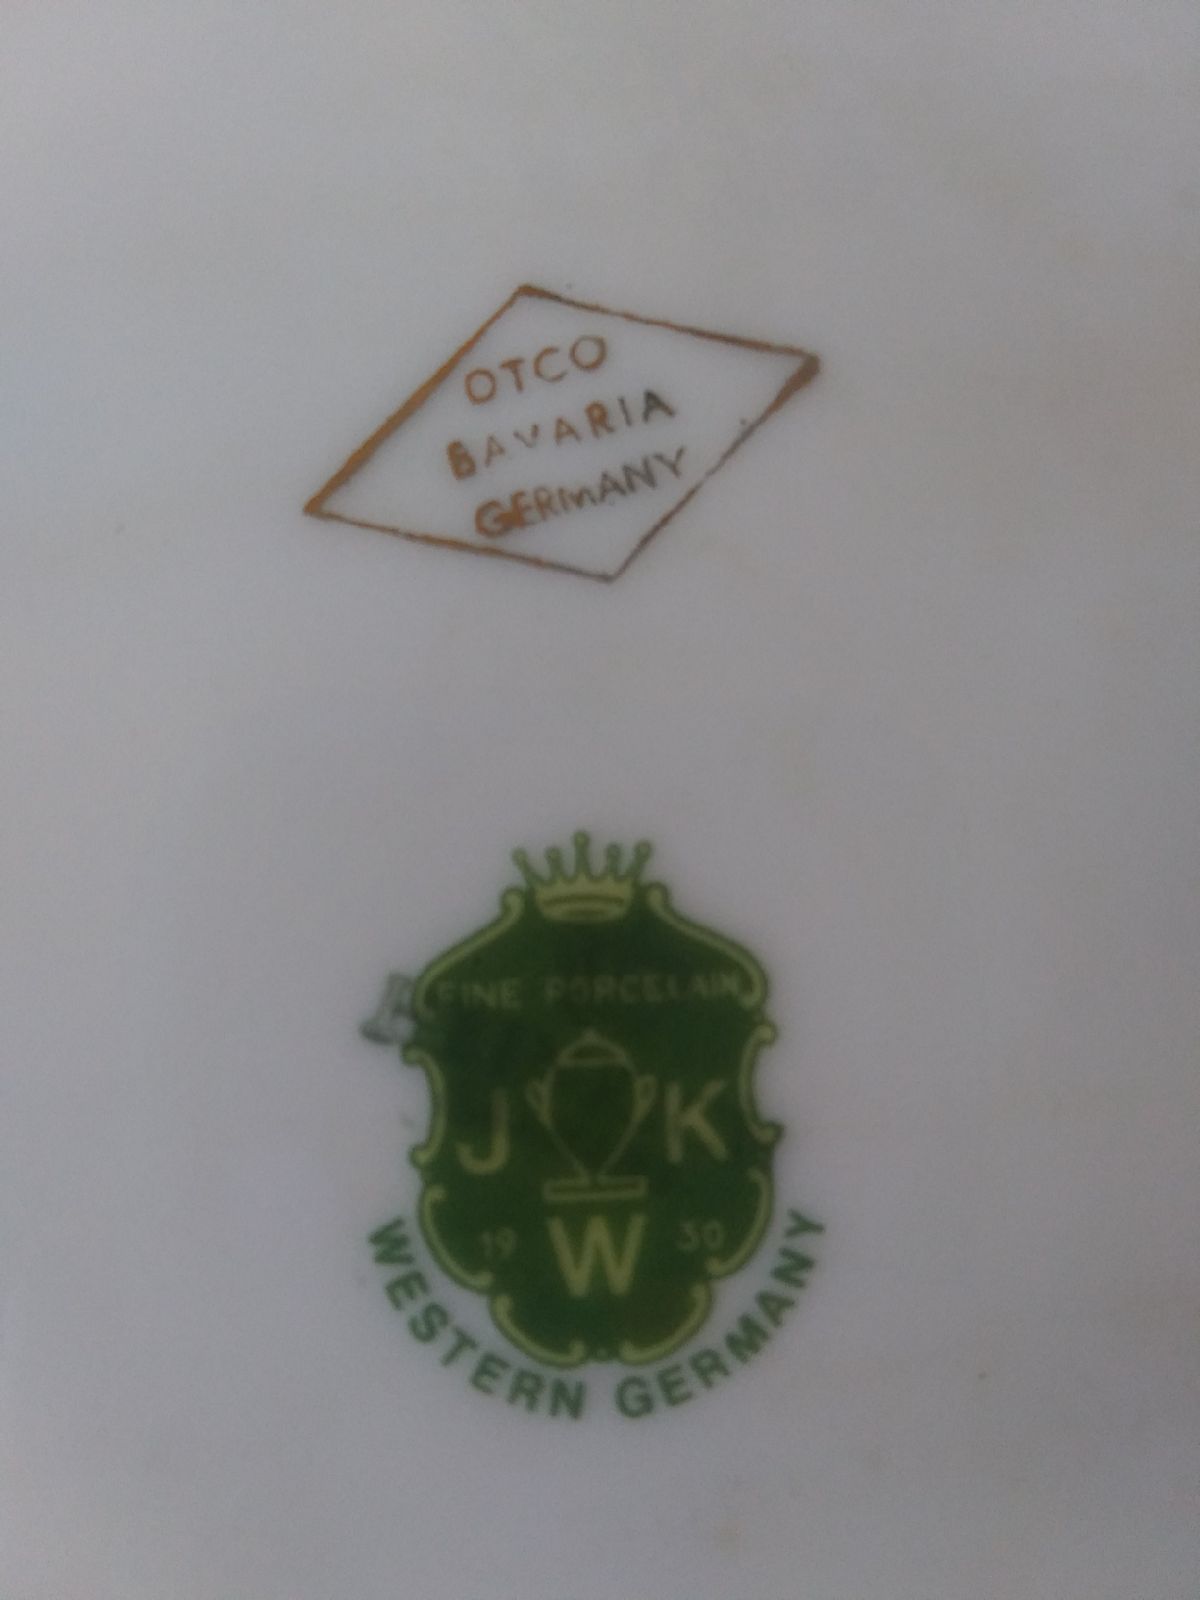 OTCO
BAVARIA
GERMANY
FINE PORCELAIN
J K
19 W 30
WESTERN GERMANY